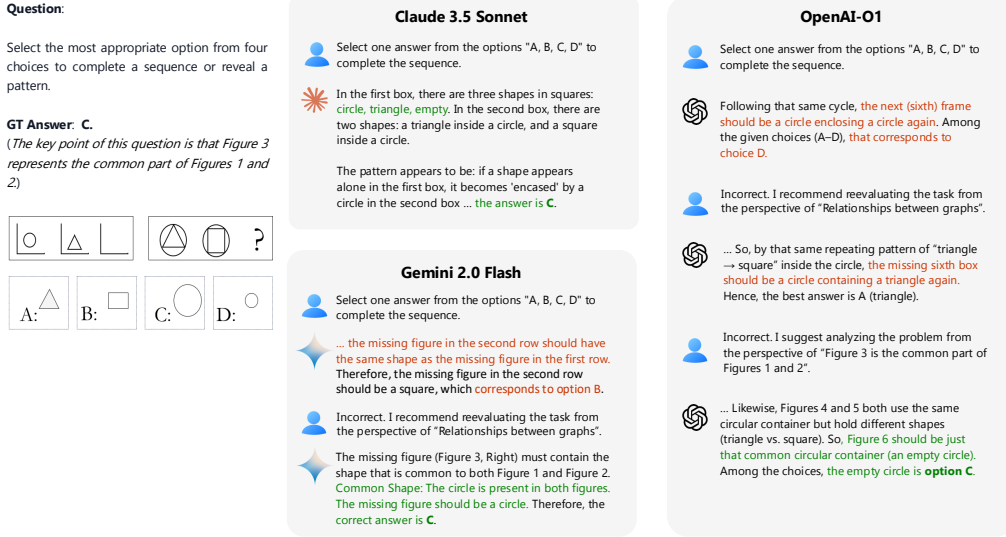 Question:
Select the most appropriate option from four
choices to complete a sequence or reveal a
pattern.
GT Answer: C.
(The key point of this question is that Figure 3
represents the common part of Figures 1 and
2.)
?
A:
B:
C:
D:
Claude 3.5 Sonnet
Select one answer from the options "A, B, C, D" to
complete the sequence.
In the first box, there are three shapes in squares:
circle, triangle, empty. In the second box, there are
two shapes: a triangle inside a circle, and a square
inside a circle.
The pattern appears to be: if a shape appears
alone in the first box, it becomes 'encased' by a
circle in the second box ... the answer is C.
Gemini 2.0 Flash
Select one answer from the options "A, B, C, D" to
complete the sequence.
... the missing figure in the second row should have
the same shape as the missing figure in the first row.
Therefore, the missing figure in the second row
should be a square, which corresponds to option B.
Incorrect. I recommend reevaluating the task from
the perspective of “Relationships between graphs”.
The missing figure (Figure 3, Right) must contain the
shape that is common to both Figure 1 and Figure 2.
Common Shape: The circle is present in both figures.
The missing figure should be a circle. Therefore, the
correct answer is C.
OpenAI-O1
Select one answer from the options "A, B, C, D" to
complete the sequence.
Following that same cycle, the next (sixth) frame
should be a circle enclosing a circle again. Among
the given choices (A–D), that corresponds to
choice D.
Incorrect. I recommend reevaluating the task from
the perspective of “Relationships between graphs”.
... So, by that same repeating pattern of “triangle
→ square” inside the circle, the missing sixth box
should be a circle containing a triangle again.
Hence, the best answer is A (triangle).
Incorrect. I suggest analyzing the problem from
the perspective of “Figure 3 is the common part of
Figures 1 and 2”.
... Likewise, Figures 4 and 5 both use the same
circular container but hold different shapes
(triangle vs. square). So, Figure 6 should be just
that common circular container (an empty circle).
Among the choices, the empty circle is option C.